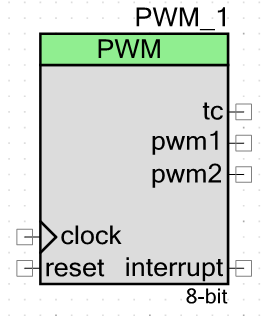 PWM_1
PWM
tc
pwm1
pwm2
clock
reset interrupt
8-bit